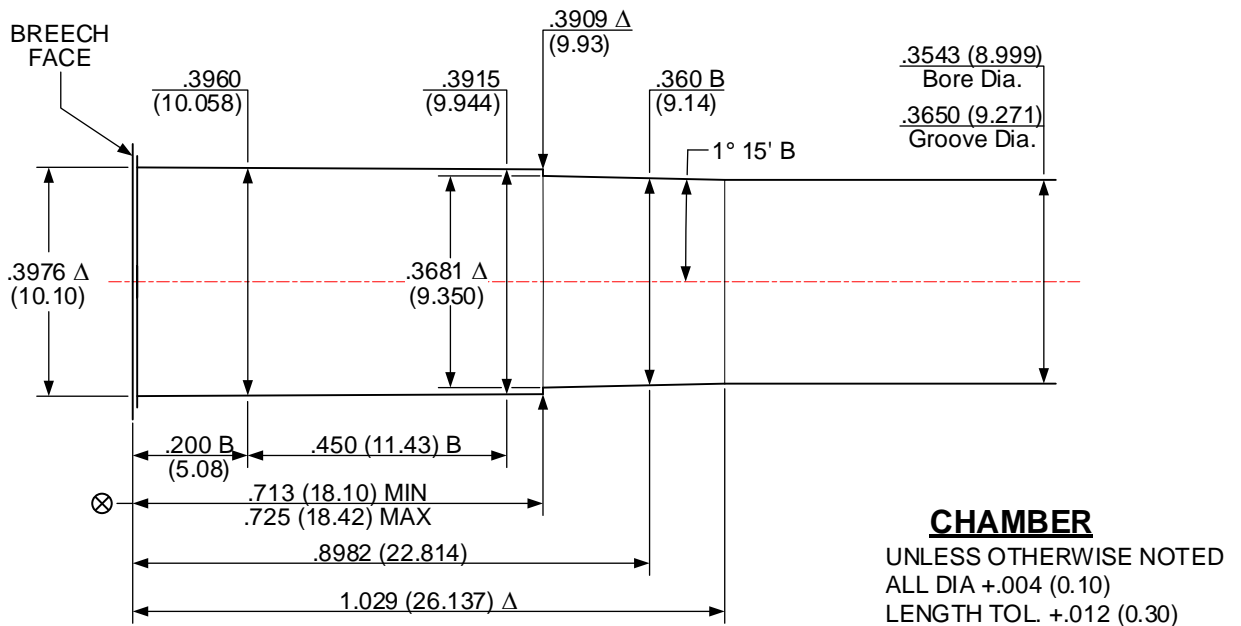 BREECH
FACE
.3960
(10.058)
.3915
(9.944)
.3909 Δ
(9.93)
.360 B
(9.14)
.3543 (8.999)
Bore Dia.
.3650 (9.271)
Groove Dia.
1° 15' B
.3976 Δ
(10.10)
.3681 Δ
(9.350)
.200 B
(5.08)
.450 (11.43) B
⊗
.713 (18.10) MIN
.725 (18.42) MAX
.8982 (22.814)
1.029 (26.137) Δ
CHAMBER
UNLESS OTHERWISE NOTED
ALL DIA +.004 (0.10)
LENGTH TOL. +.012 (0.30)